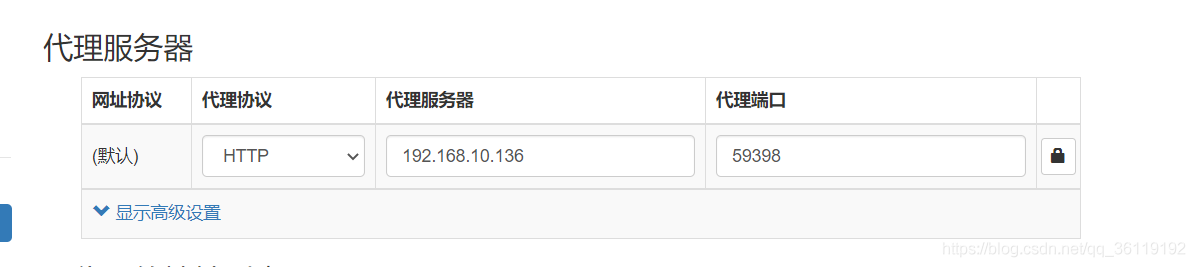 代理服务器
网址协议 代理协议 代理服务器 代理端口
(默认) HTTP 192.168.10.136 59398
显示高级设置
https://blog.csdn.net/qq_36119192